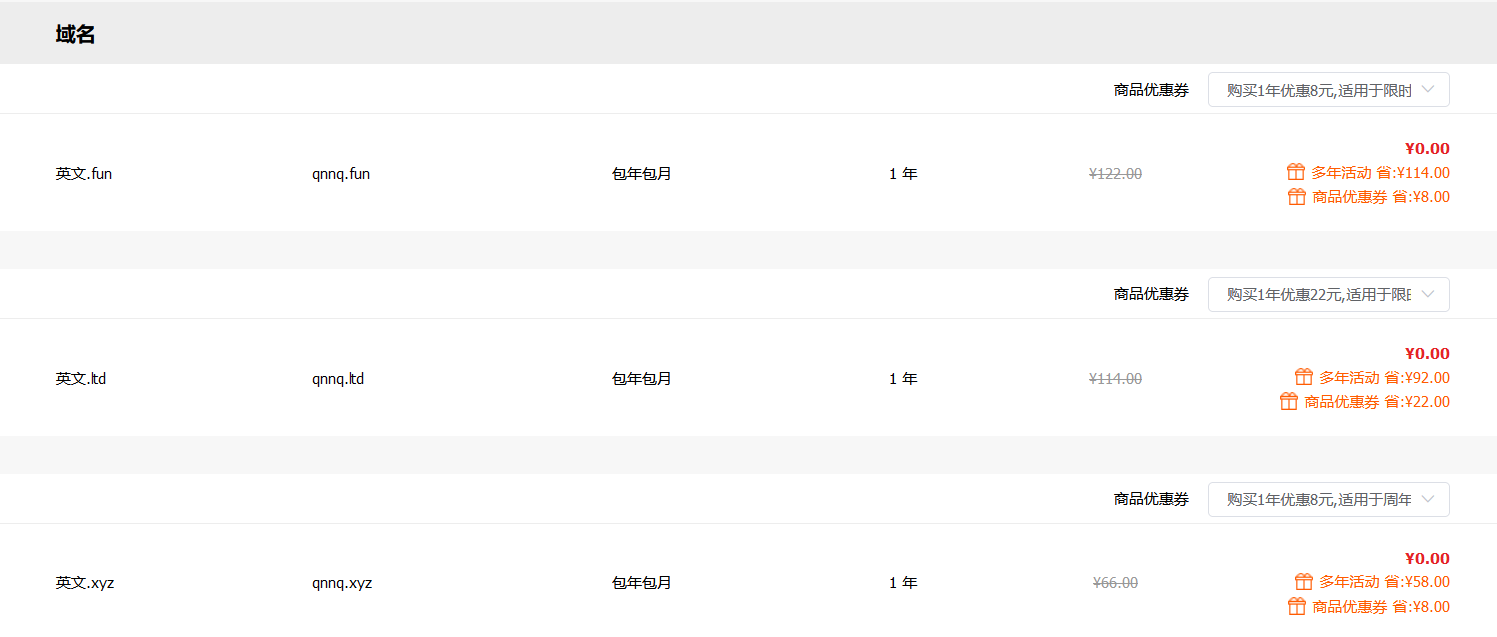 域名
商品优惠券 购买1年优惠8元,适用于限时
英文.fun qnnq.fun 包年包月 1 年 ¥122.00 ¥0.00
多年活动 省:¥114.00
商品优惠券 省:¥8.00
商品优惠券 购买1年优惠22元,适用于限
英文.ltd qnnq.ltd 包年包月 1 年 ¥114.00 ¥0.00
多年活动 省:¥92.00
商品优惠券 省:¥22.00
商品优惠券 购买1年优惠8元,适用于周年
英文.xyz qnnq.xyz 包年包月 1 年 ¥66.00 ¥0.00
多年活动 省:¥58.00
商品优惠券 省:¥8.00